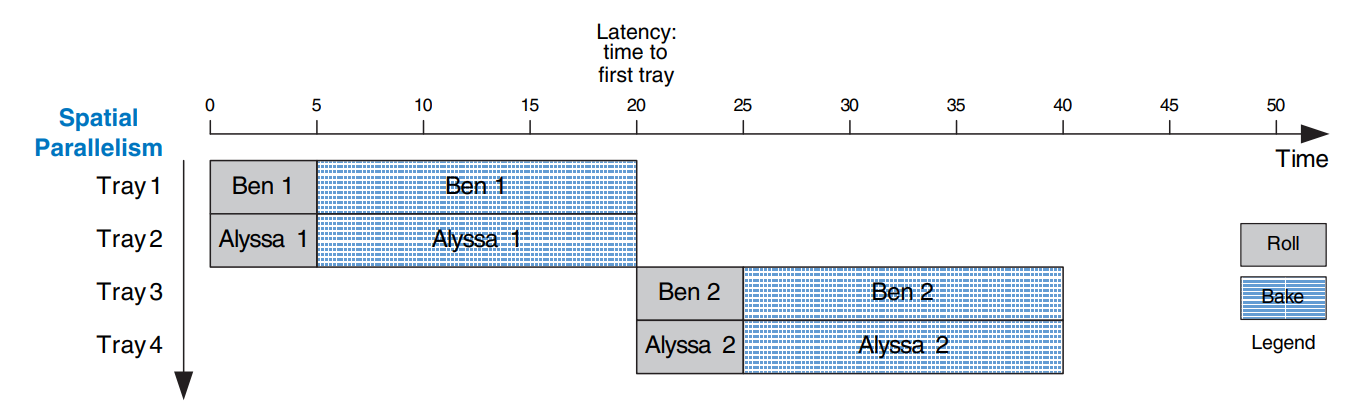 Latency:
time to
first tray
0 5 10 15 20 25 30 35 40 45 50
Spatial
Parallelism
Time
Tray 1 Ben 1 Ben 1
Tray 2 Alyssa 1 Alyssa 1
Tray 3 Ben 2 Ben 2
Tray 4 Alyssa 2 Alyssa 2
Roll
Bake
Legend